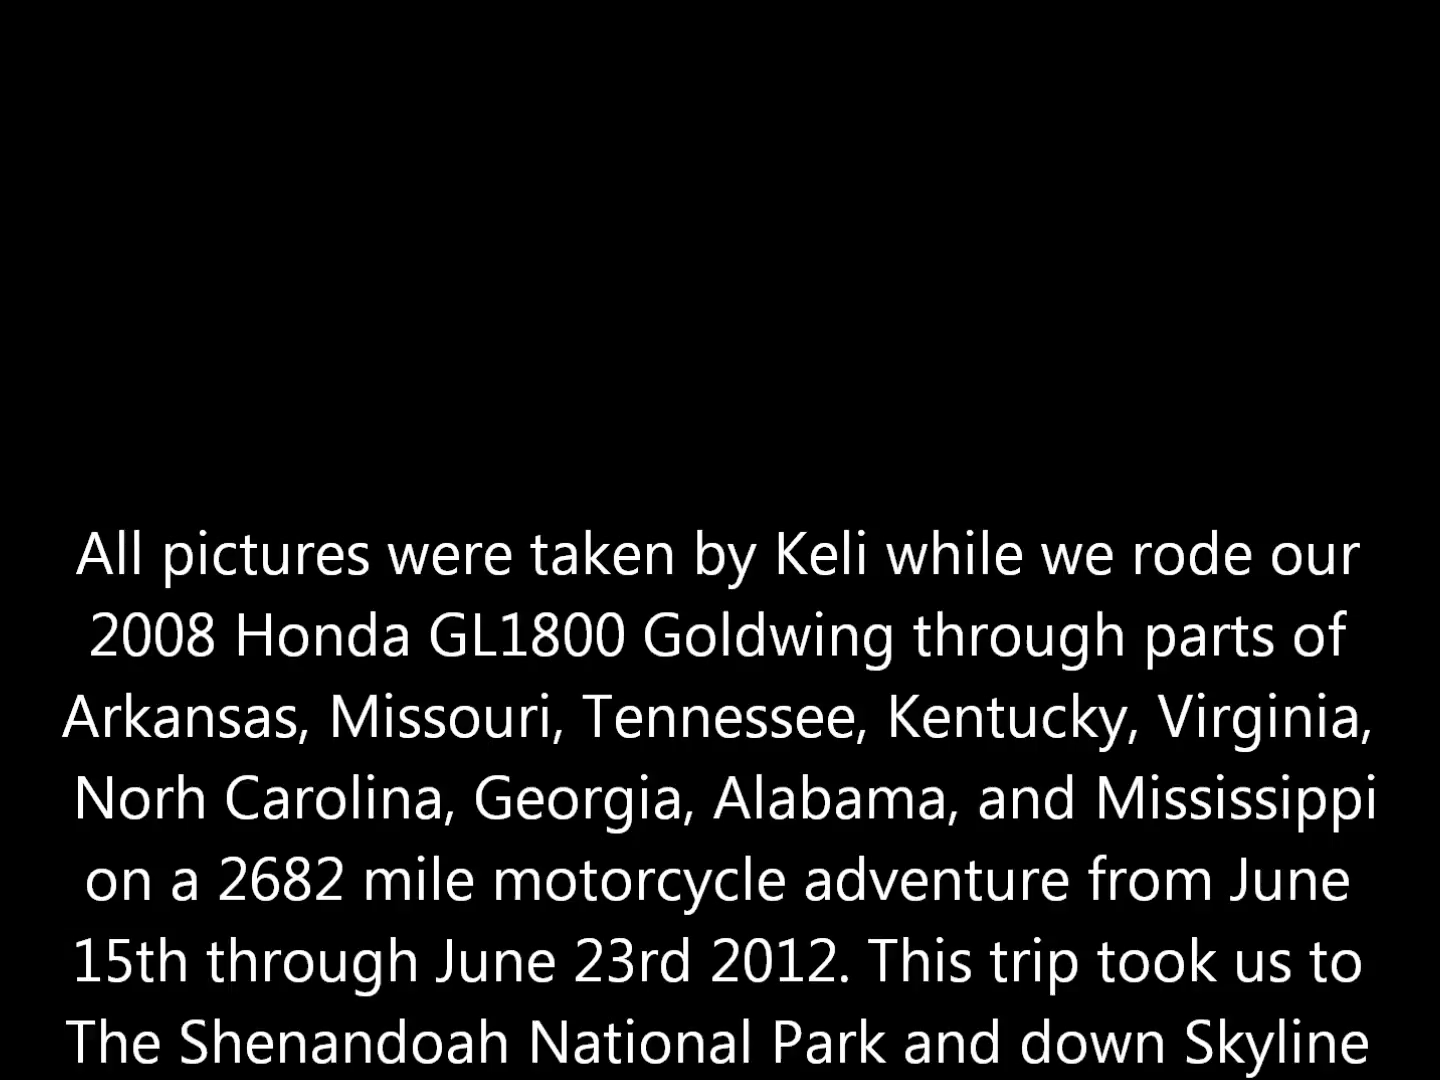 All pictures were taken by Keli while we rode our
2008 Honda GL1800 Goldwing through parts of
Arkansas, Missouri, Tennessee, Kentucky, Virginia,
Norh Carolina, Georgia, Alabama, and Mississippi
on a 2682 mile motorcycle adventure from June
15th through June 23rd 2012. This trip took us to
The Shenandoah National Park and down Skyline